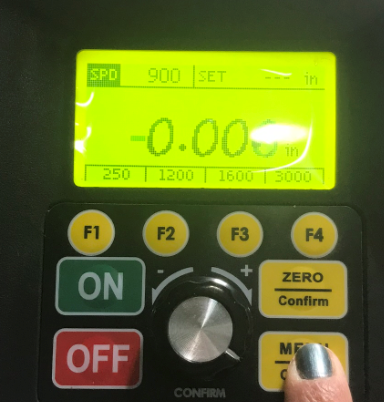 SPD 900 SET --- in
-0.006 in
250 1200 1600 3000
F1 F2 F3 F4
- +
ON
ZERO
Confirm
OFF
CONFIRM